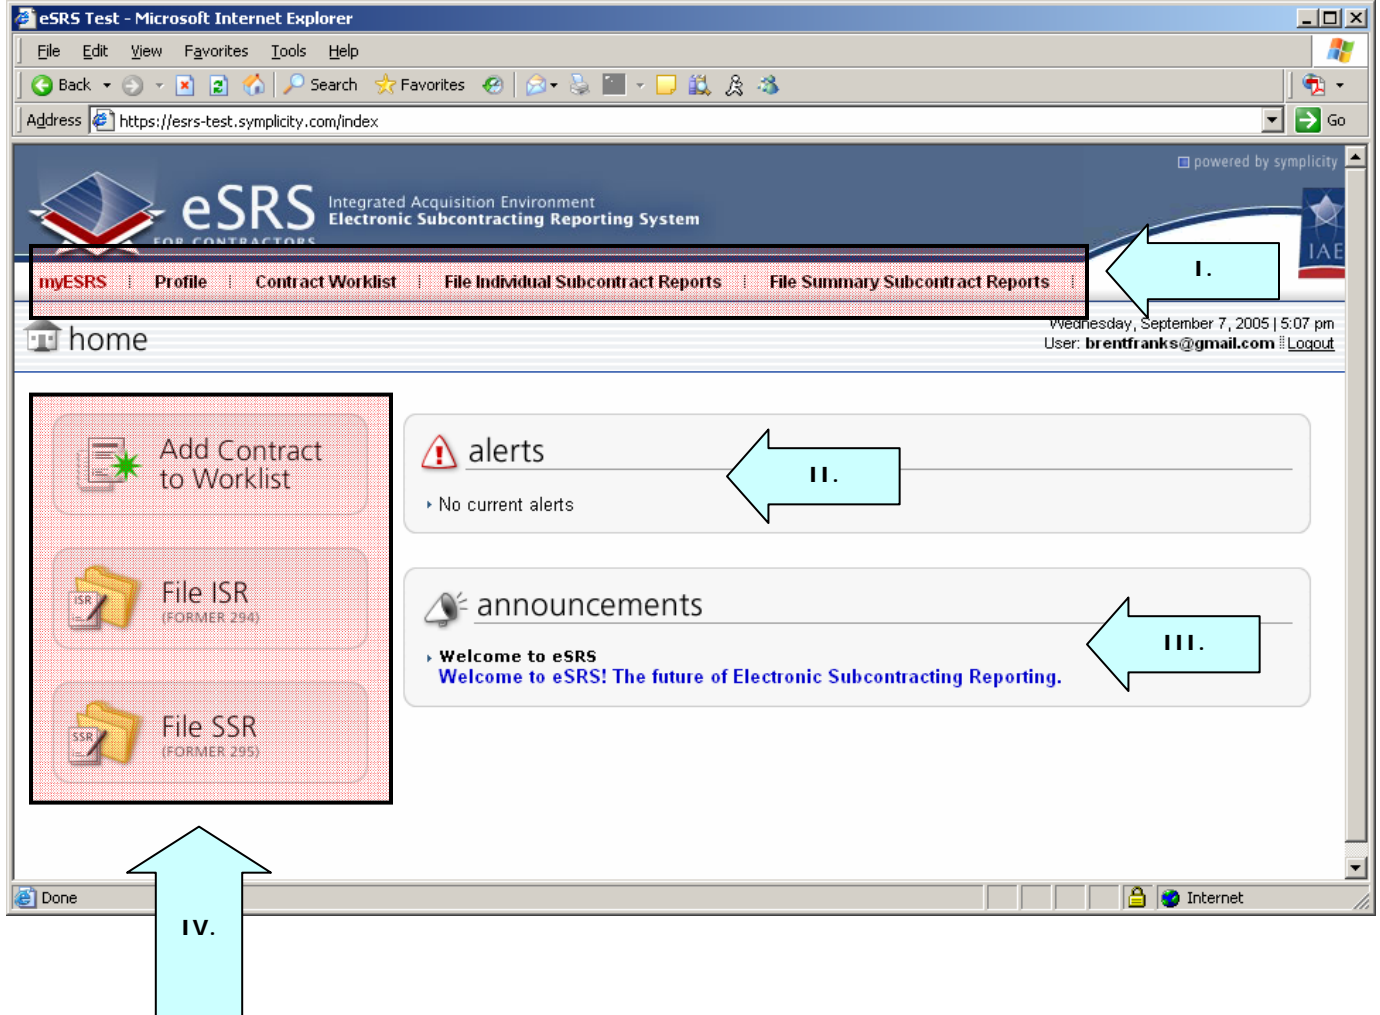 eSRS Test - Microsoft Internet Explorer
File Edit View Favorites Tools Help
Back Search Favorites
Address https://esrs-test.symplicity.com/index Go
powered by symplicity
eSRS Integrated Acquisition Environment
Electronic Subcontracting Reporting System
FOR CONTRACTORS
IAE
myESRS Profile Contract Worklist File Individual Subcontract Reports File Summary Subcontract Reports
I.
home
Wednesday, September 7, 2005 | 5:07 pm
User: brentfranks@gmail.com Logout
Add Contract
to Worklist
alerts
II.
No current alerts
ISR
File ISR
(FORMER 294)
announcements
III.
Welcome to eSRS
Welcome to eSRS! The future of Electronic Subcontracting Reporting.
SSR
File SSR
(FORMER 295)
Done Internet
IV.